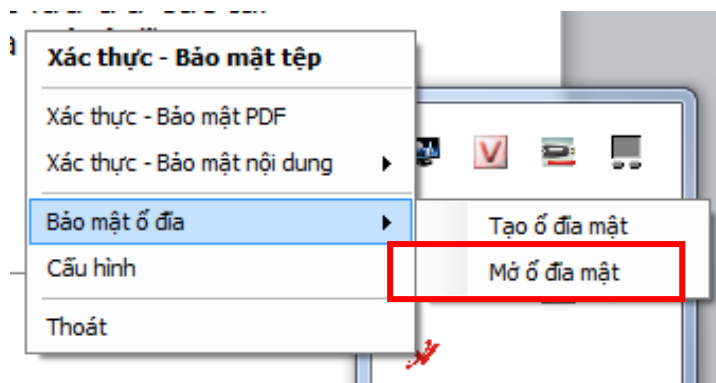 Xác thực - Bảo mật tệp
Xác thực - Bảo mật PDF
Xác thực - Bảo mật nội dung
Bảo mật ổ đĩa
Tạo ổ đĩa mật
Cấu hình
Mở ổ đĩa mật
Thoát